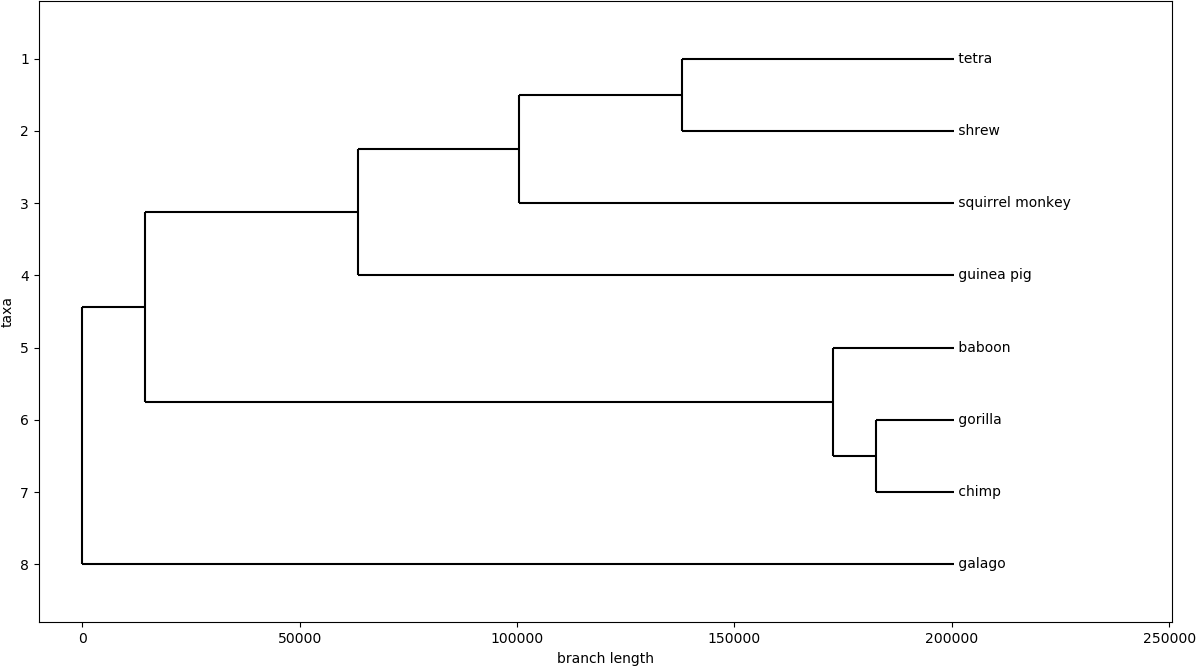 1
tetra
2
shrew
3
squirrel monkey
4
guinea pig
taxa
5
baboon
6
gorilla
7
chimp
8
galago
0 50000 100000 150000 200000 250000
branch length